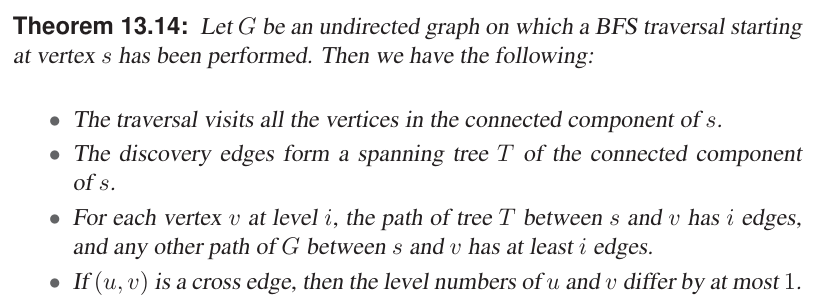 Theorem 13.14: Let G be an undirected graph on which a BFS traversal starting
at vertex s has been performed. Then we have the following:
• The traversal visits all the vertices in the connected component of s.
• The discovery edges form a spanning tree T of the connected component
of s.
• For each vertex v at level i, the path of tree T between s and v has i edges,
and any other path of G between s and v has at least i edges.
• If (u, v) is a cross edge, then the level numbers of u and v differ by at most 1.